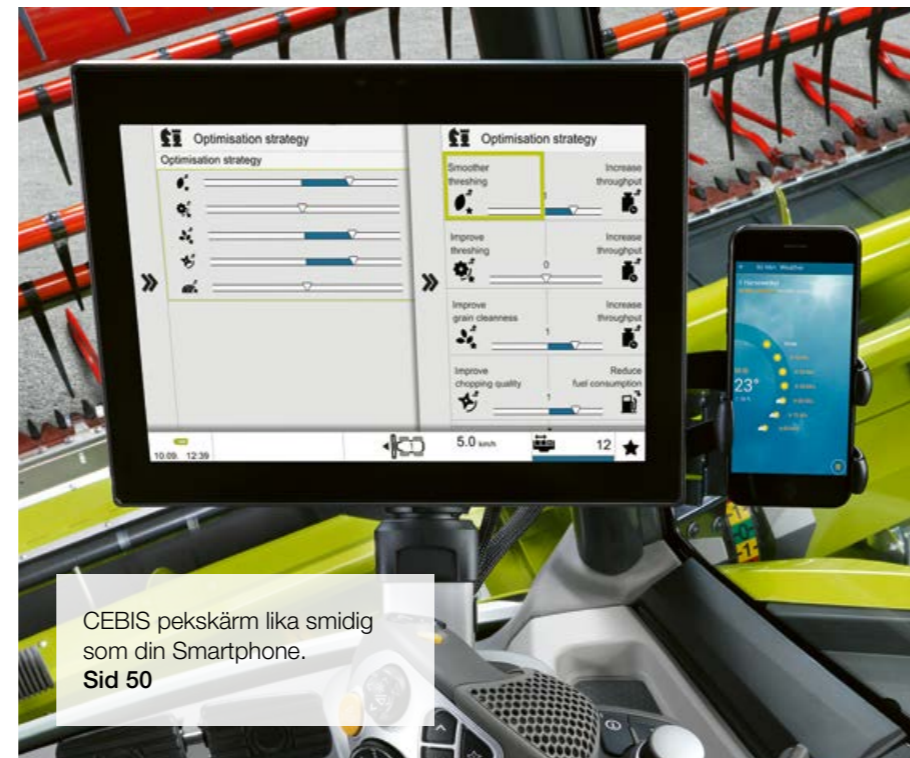 Optimisation strategy
Optimisation strategy
Optimisation strategy
Smoother
threshing
Increase
throughput
1
Improve
threshing
Increase
throughput
0
Improve
grain cleanness
Increase
throughput
1
Improve
chopping quality
Reduce
fuel consumption
1
10.09. 12:39
5.0 km/h
12
Weather
23°
CEBIS pekskärm lika smidig
som din Smartphone.
Sid 50